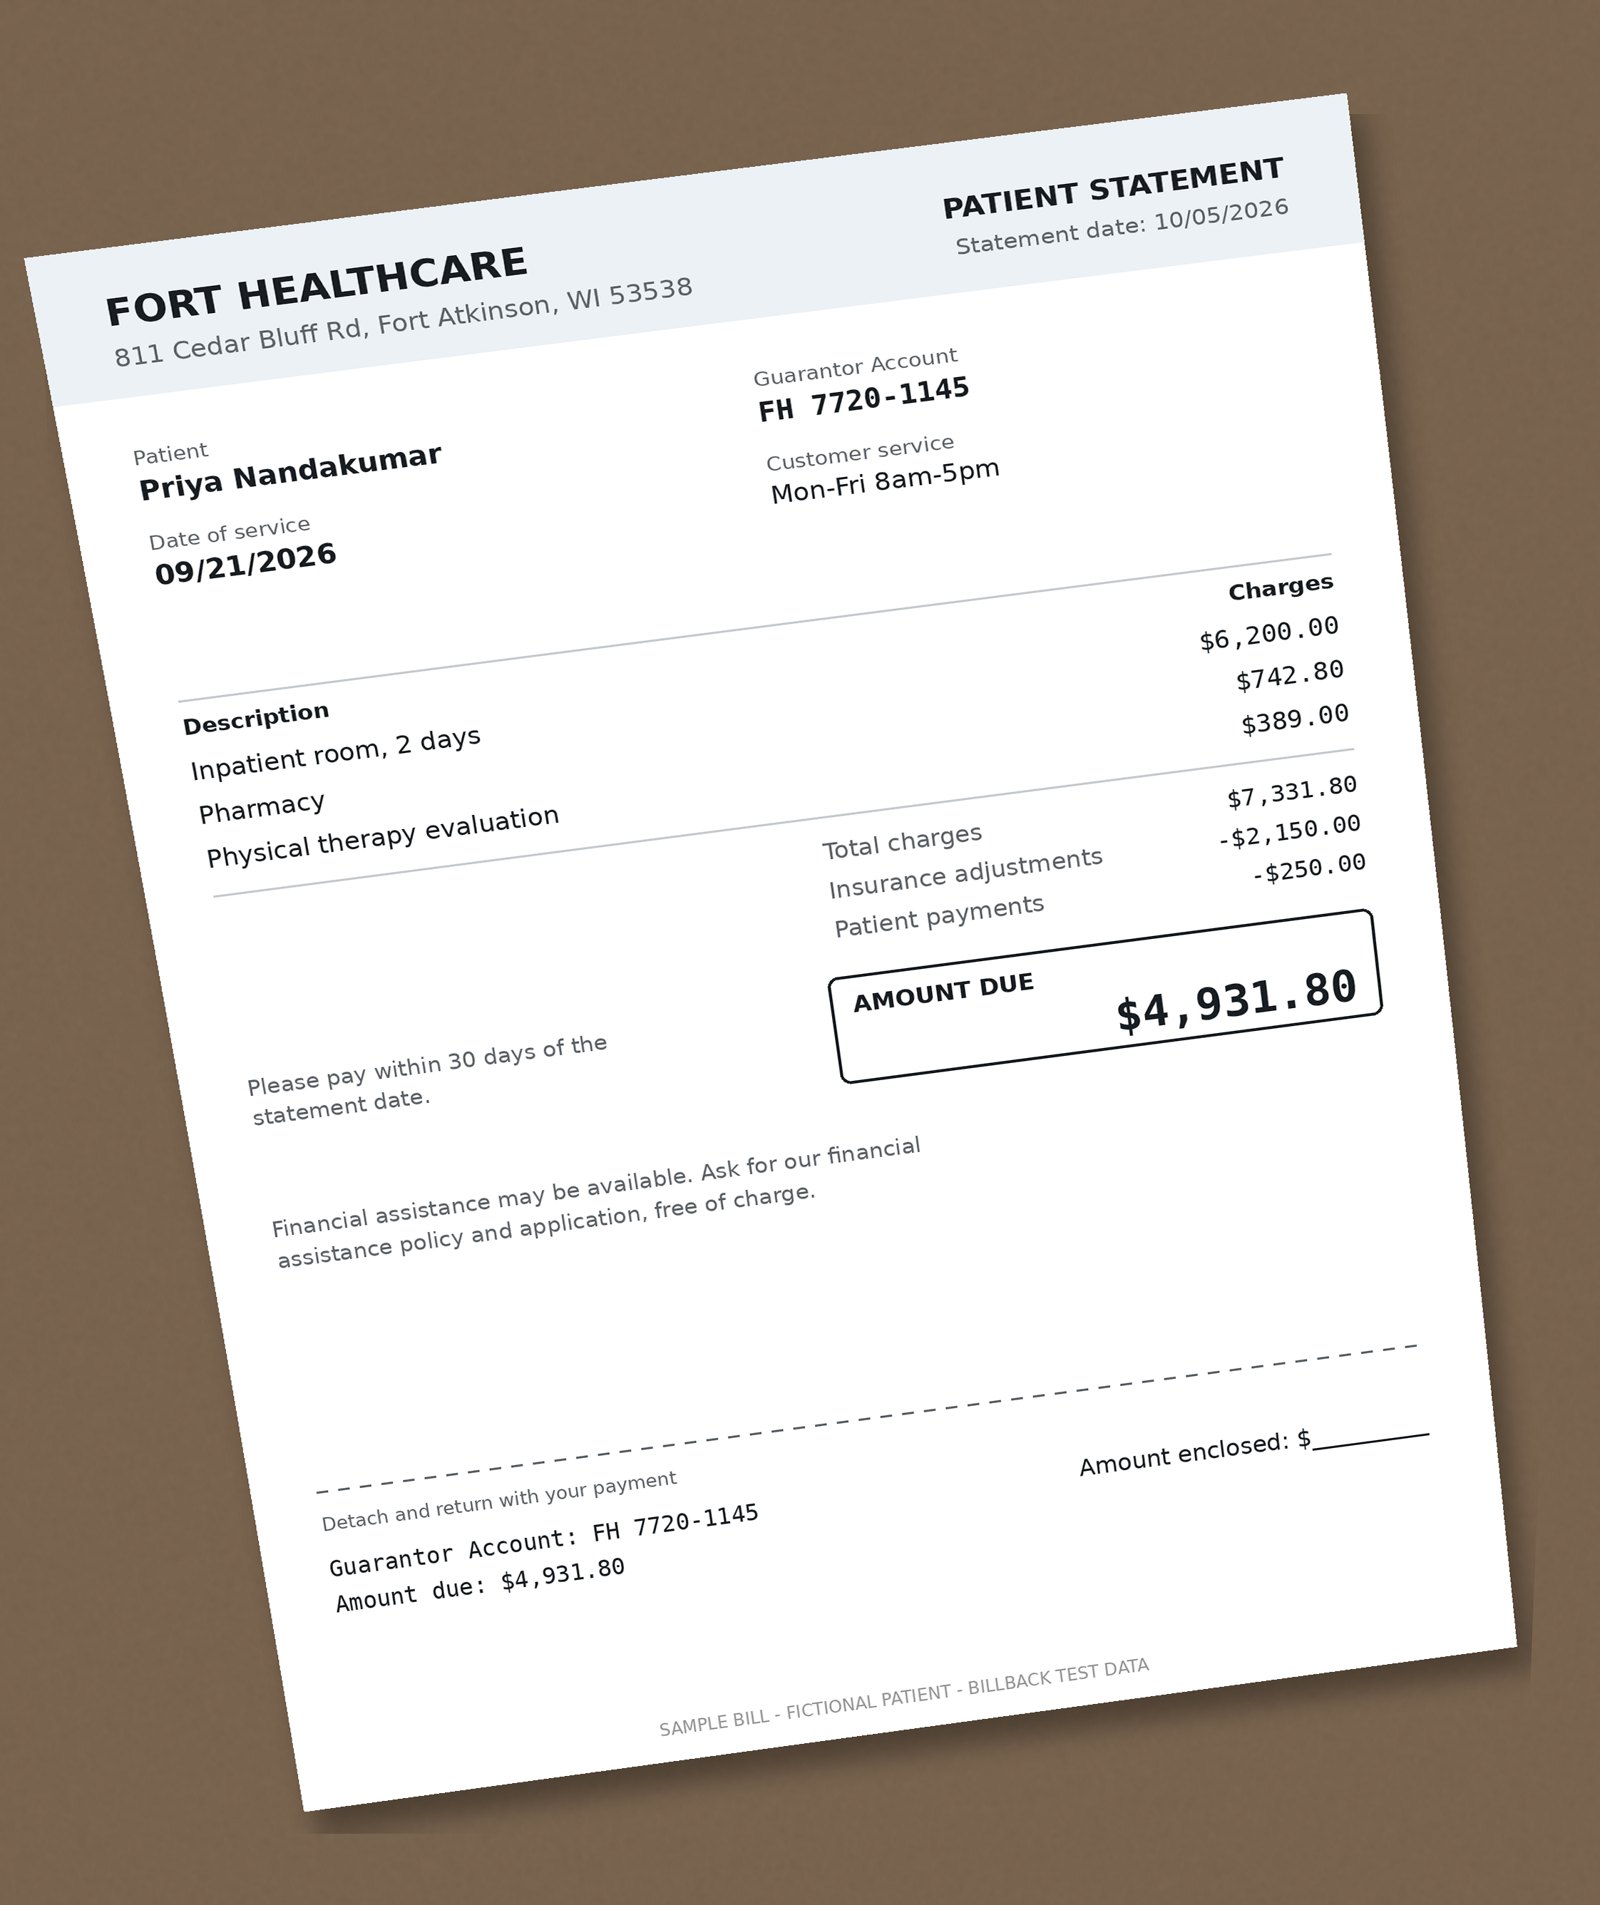 FORT HEALTHCARE
811 Cedar Bluff Rd, Fort Atkinson, WI 53538
PATIENT STATEMENT
Statement date: 10/05/2026
Patient
Priya Nandakumar
Date of service
09/21/2026
Guarantor Account
FH 7720-1145
Customer service
Mon-Fri 8am-5pm
Description Charges
Inpatient room, 2 days $6,200.00
Pharmacy $742.80
Physical therapy evaluation $389.00
Total charges $7,331.80
Insurance adjustments -$2,150.00
Patient payments -$250.00
AMOUNT DUE $4,931.80
Please pay within 30 days of the
statement date.
Financial assistance may be available. Ask for our financial
assistance policy and application, free of charge.
Detach and return with your payment
Guarantor Account: FH 7720-1145
Amount due: $4,931.80
Amount enclosed: $_________
SAMPLE BILL - FICTIONAL PATIENT - BILLBACK TEST DATA